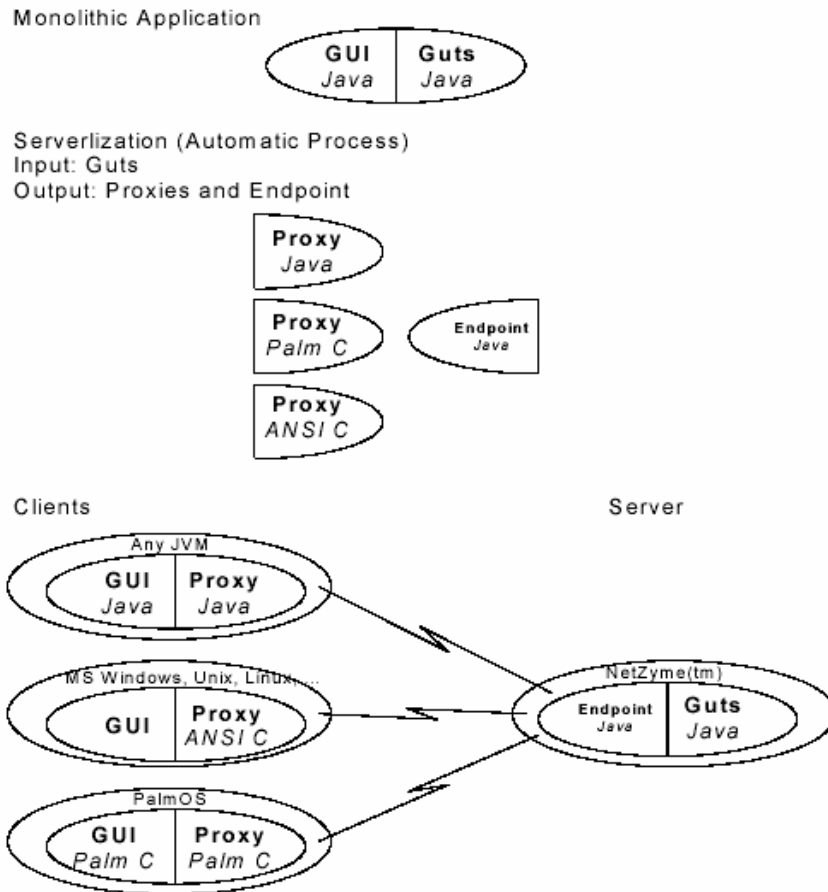 Monolithic Application
GUI Guts
Java Java
Serverlization (Automatic Process)
Input: Guts
Output: Proxies and Endpoint
Proxy
Java
Proxy
Palm C
Endpoint
Java
Proxy
ANSI C
Clients Server
Any JVM
GUI Proxy
Java Java
MS Windows, Unix, Linux, ...
GUI Proxy
ANSI C
NetZyme(tm)
Endpoint Guts
Java Java
PalmOS
GUI Proxy
Palm C Palm C